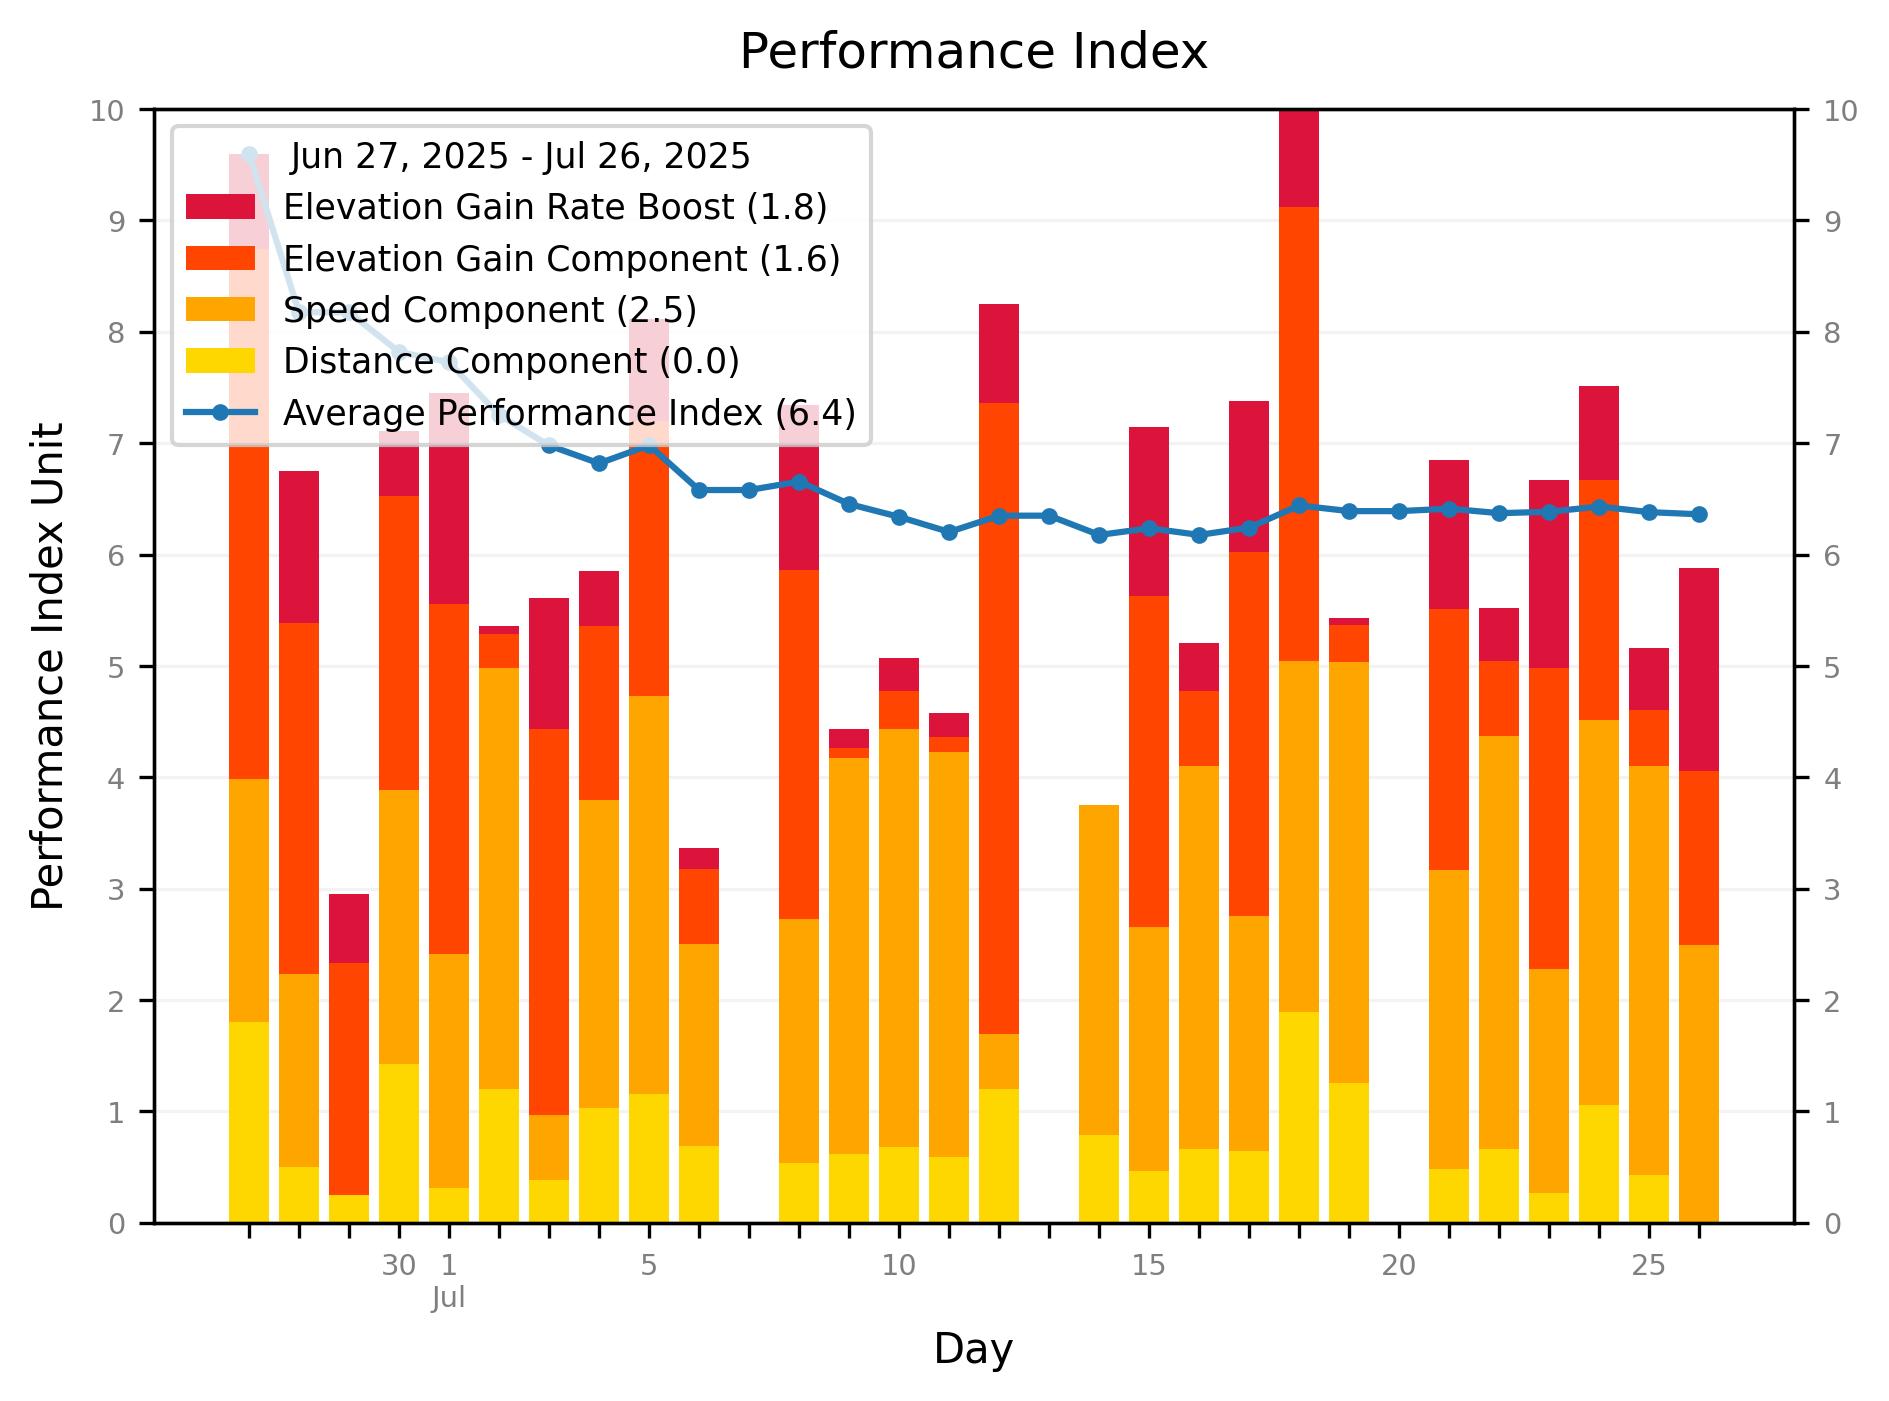 Performance Index
Jun 27, 2025 - Jul 26, 2025
Elevation Gain Rate Boost (1.8)
Elevation Gain Component (1.6)
Speed Component (2.5)
Distance Component (0.0)
Average Performance Index (6.4)
Performance Index Unit
10
9
8
7
6
5
4
3
2
1
0
10
9
8
7
6
5
4
3
2
1
0
30 1 5 10 15 20 25
Jul
Day